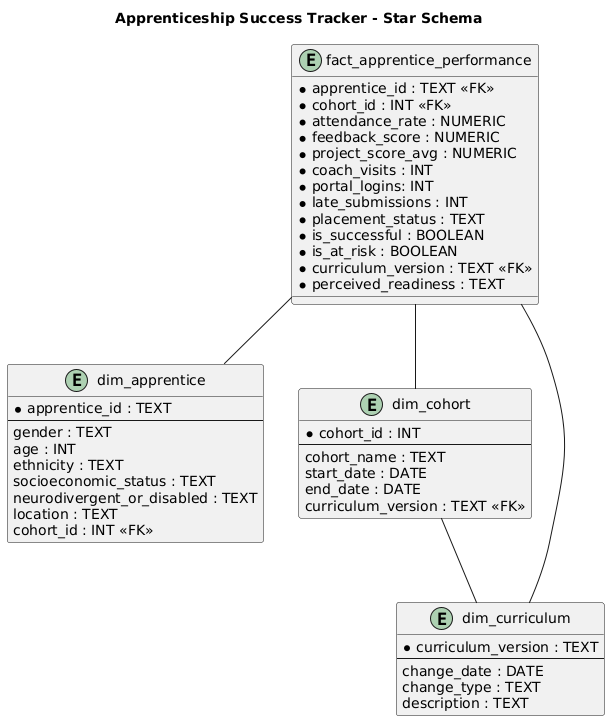 Apprenticeship Success Tracker - Star Schema
E fact_apprentice_performance
apprentice_id : TEXT «FK»
cohort_id : INT «FK»
attendance_rate : NUMERIC
feedback_score : NUMERIC
project_score_avg : NUMERIC
coach_visits : INT
portal_logins: INT
late_submissions : INT
placement_status : TEXT
is_successful : BOOLEAN
is_at_risk : BOOLEAN
curriculum_version : TEXT «FK»
perceived_readiness : TEXT
E dim_apprentice
apprentice_id : TEXT
gender : TEXT
age : INT
ethnicity : TEXT
socioeconomic_status : TEXT
neurodivergent_or_disabled : TEXT
location : TEXT
cohort_id : INT «FK»
E dim_cohort
cohort_id : INT
cohort_name : TEXT
start_date : DATE
end_date : DATE
curriculum_version : TEXT «FK»
E dim_curriculum
curriculum_version : TEXT
change_date : DATE
change_type : TEXT
description : TEXT